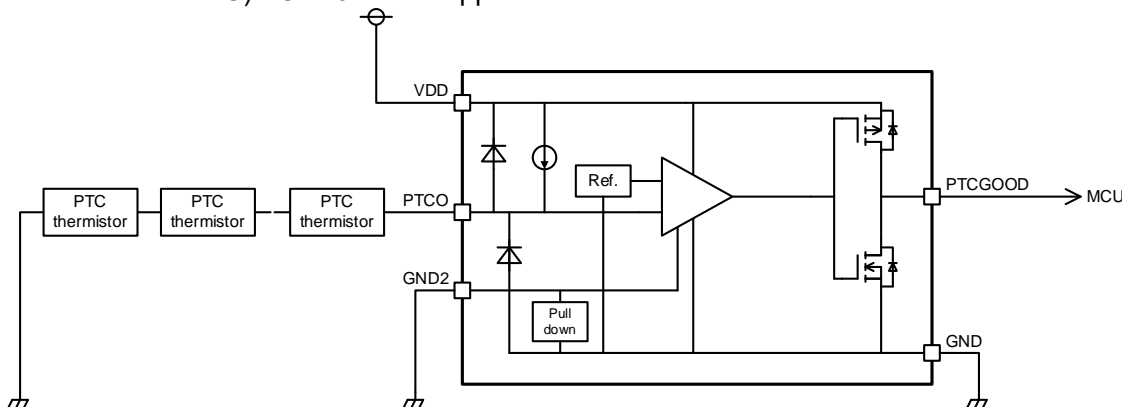 VDD
PTC
thermistor
PTC
thermistor
PTC
thermistor
PTCO
Ref.
PTCGOOD
MCU
GND2
Pull
down
GND